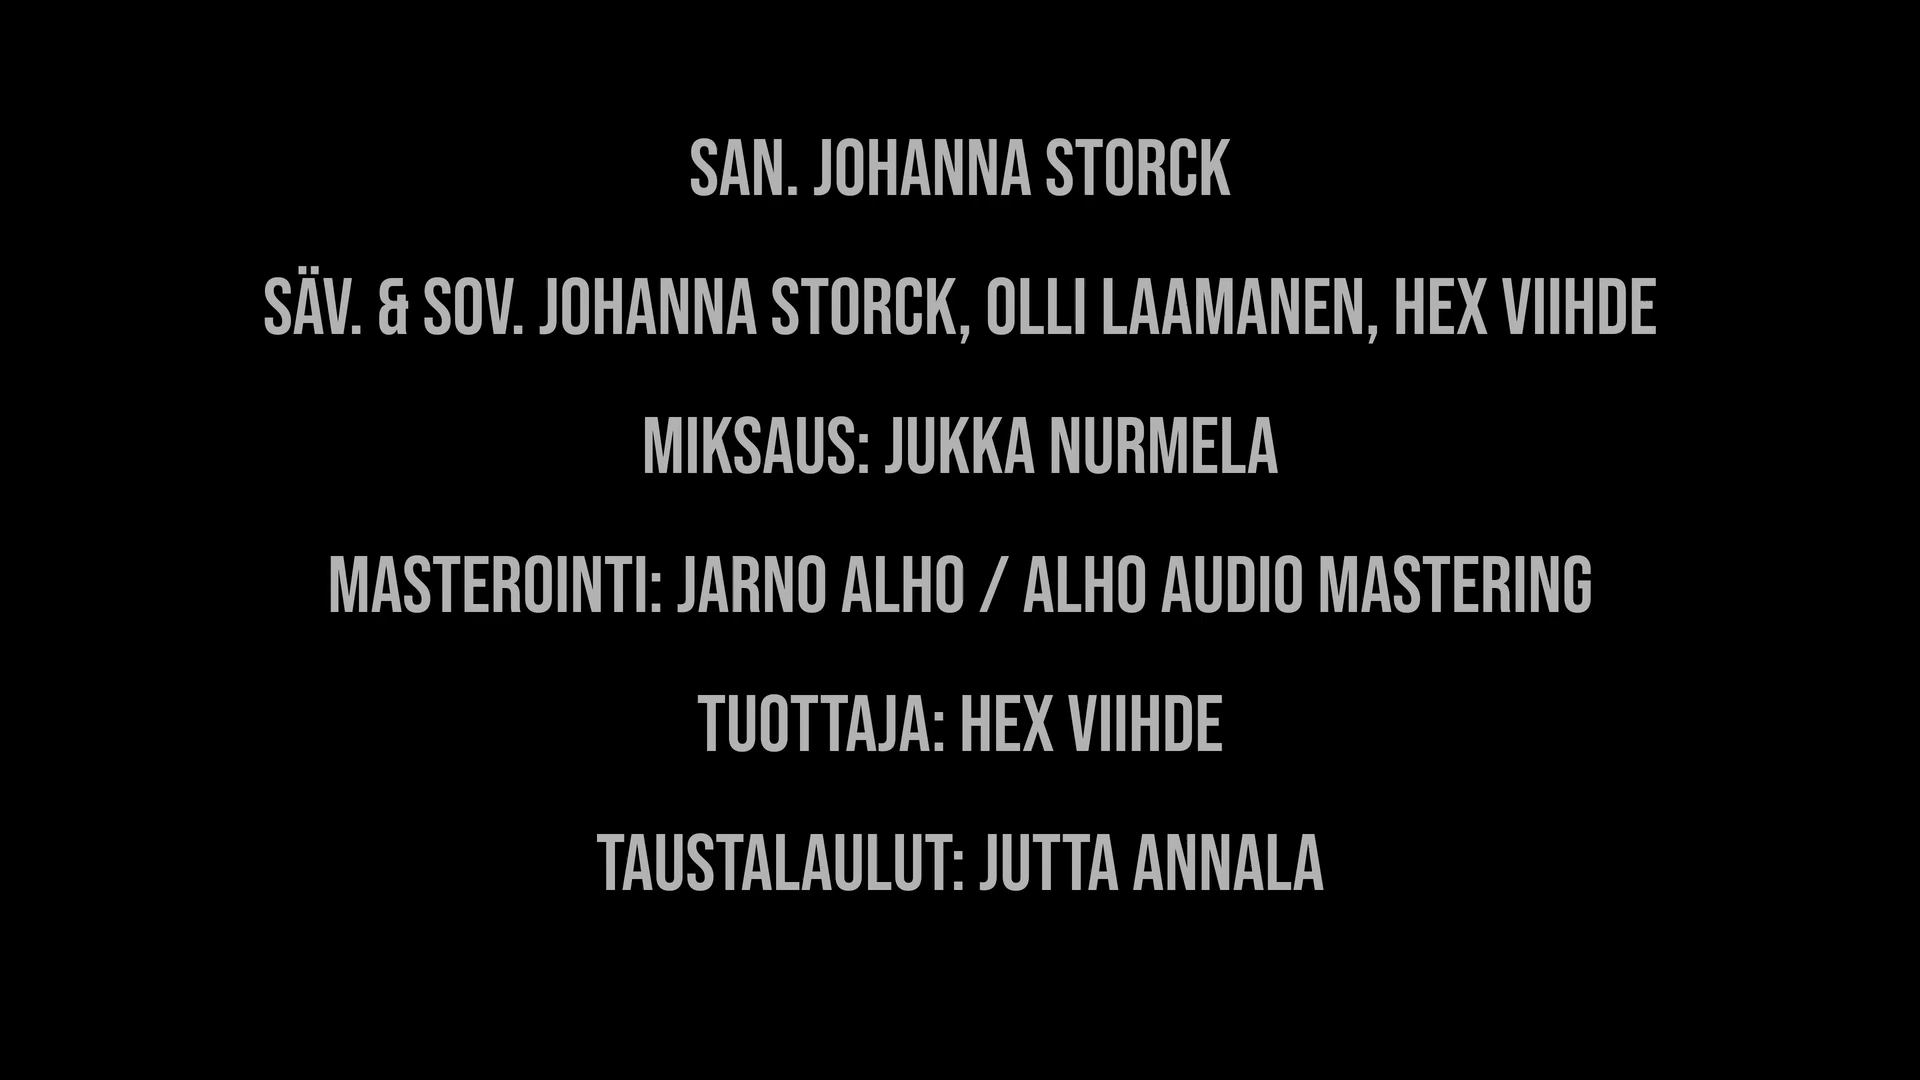 SAN. JOHANNA STORCK
SÄV. & SOV. JOHANNA STORCK, OLLI LAAMANEN, HEX VIIHDE
MIKSAUS: JUKKA NURMELA
MASTEROINTI: JARNO ALHO / ALHO AUDIO MASTERING
TUOTTAJA: HEX VIIHDE
TAUSTALAULUT: JUTTA ANNALA